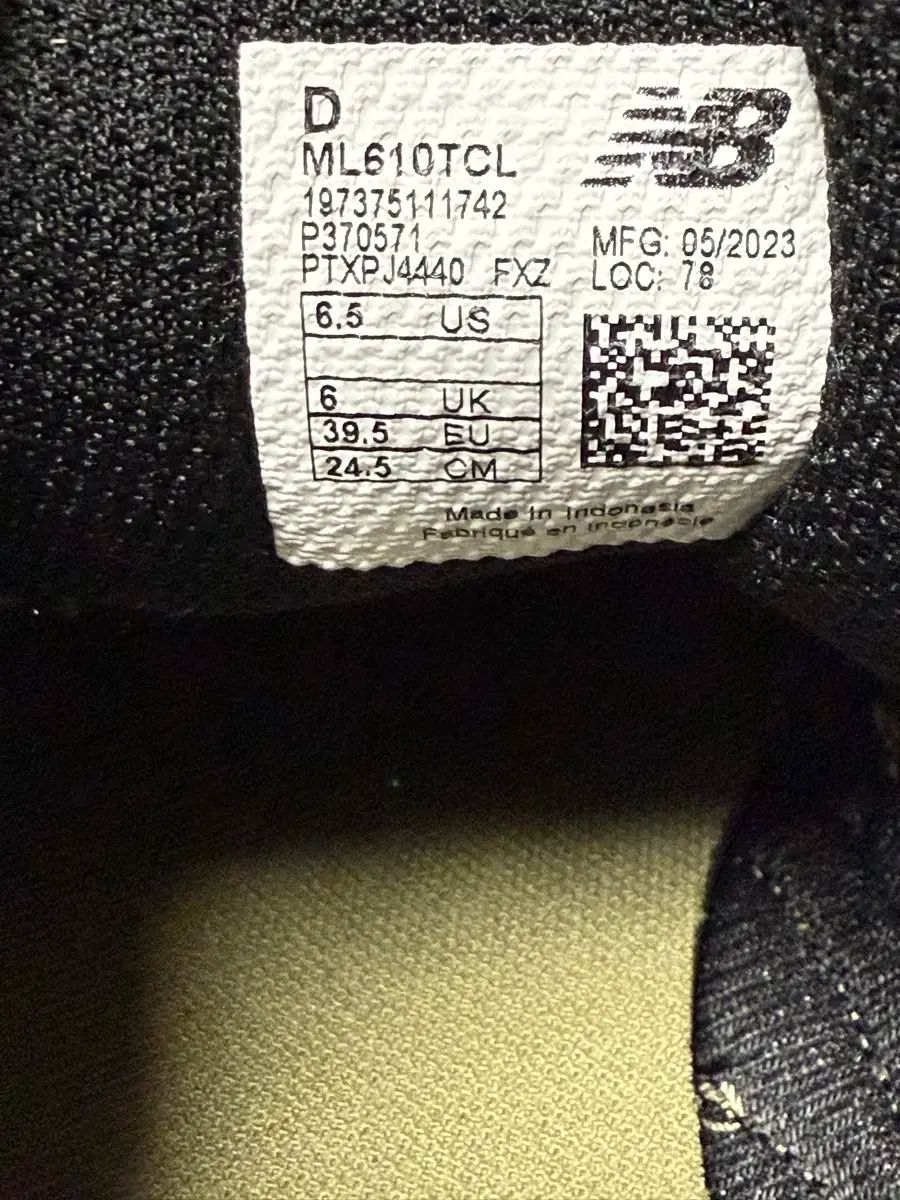 D
NB
ML610TCL
197375111742
P370571
PTXPJ4440 FXZ
MFG: 05/2023
LOC: 78
6.5 US
6 UK
39.5 EU
24.5 CM
Made in Indonesia
Fabriqué en Indonésie